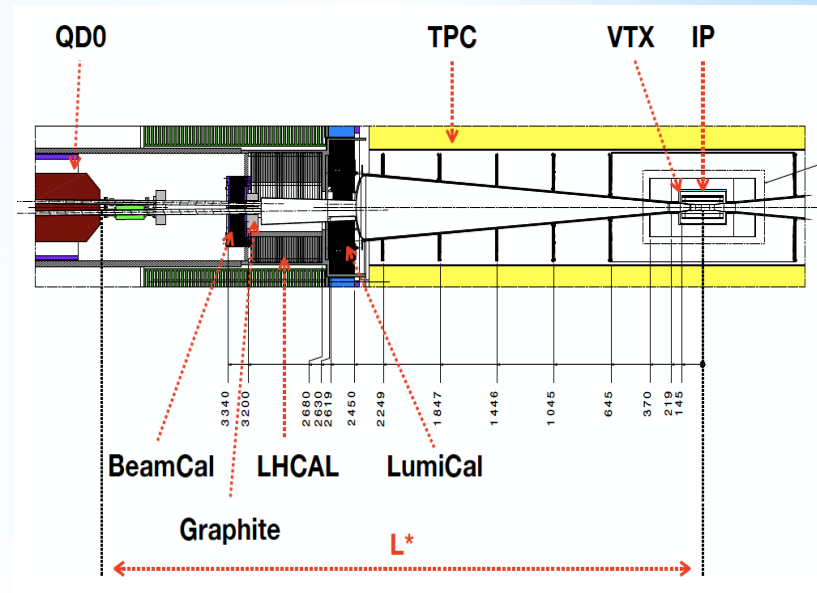 QD0
TPC
VTX
IP
3340
3200
2680
2630
2619
2450
2249
1847
1446
1045
645
370
219
145
BeamCal
LHCAL
LumiCal
Graphite
L*